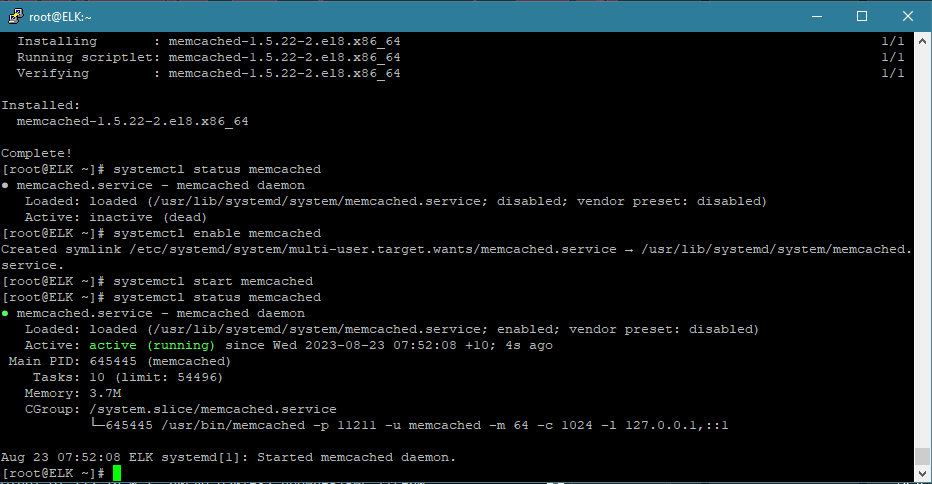 root@ELK:~
Installing : memcached-1.5.22-2.el8.x86_64 1/1
Running scriptlet: memcached-1.5.22-2.el8.x86_64 1/1
Verifying : memcached-1.5.22-2.el8.x86_64 1/1
Installed:
memcached-1.5.22-2.el8.x86_64
Complete!
[root@ELK ~]# systemctl status memcached
● memcached.service - memcached daemon
Loaded: loaded (/usr/lib/systemd/system/memcached.service; disabled; vendor preset: disabled)
Active: inactive (dead)
[root@ELK ~]# systemctl enable memcached
Created symlink /etc/systemd/system/multi-user.target.wants/memcached.service → /usr/lib/systemd/system/memcached.
service.
[root@ELK ~]# systemctl start memcached
[root@ELK ~]# systemctl status memcached
● memcached.service - memcached daemon
Loaded: loaded (/usr/lib/systemd/system/memcached.service; enabled; vendor preset: disabled)
Active: active (running) since Wed 2023-08-23 07:52:08 +10; 4s ago
Main PID: 645445 (memcached)
Tasks: 10 (limit: 54496)
Memory: 3.7M
CGroup: /system.slice/memcached.service
└─645445 /usr/bin/memcached -p 11211 -u memcached -m 64 -c 1024 -l 127.0.0.1,::1
Aug 23 07:52:08 ELK systemd[1]: Started memcached daemon.
[root@ELK ~]#